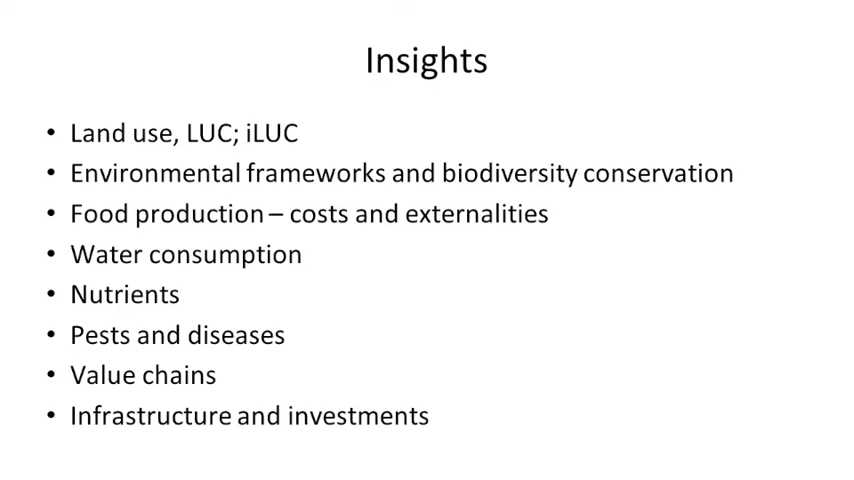 Insights
• Land use, LUC; iLUC
• Environmental frameworks and biodiversity conservation
• Food production – costs and externalities
• Water consumption
• Nutrients
• Pests and diseases
• Value chains
• Infrastructure and investments